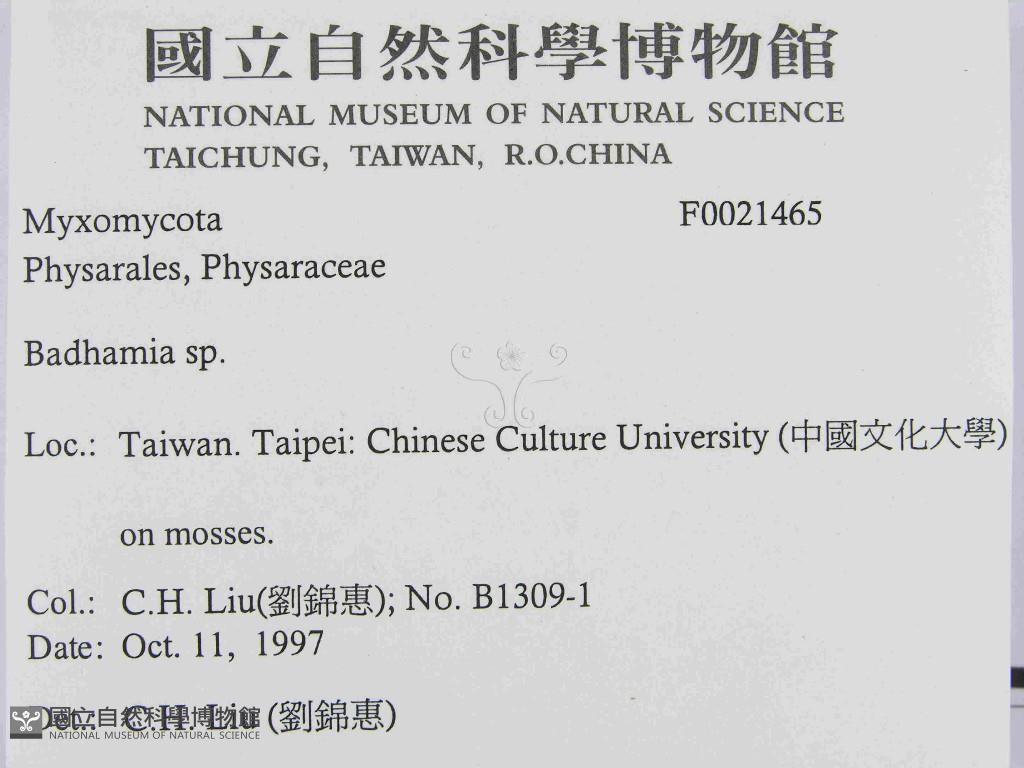 國立自然科學博物館
NATIONAL MUSEUM OF NATURAL SCIENCE
TAICHUNG, TAIWAN, R.O.CHINA
Myxomycota F0021465
Physarales, Physaraceae
Badhamia sp.
Loc.: Taiwan. Taipei: Chinese Culture University (中國文化大學)
on mosses.
Col.: C.H. Liu(劉錦惠); No. B1309-1
Date: Oct. 11, 1997
Det.: C.H. Liu (劉錦惠)
國立自然科學博物館
NATIONAL MUSEUM OF NATURAL SCIENCE